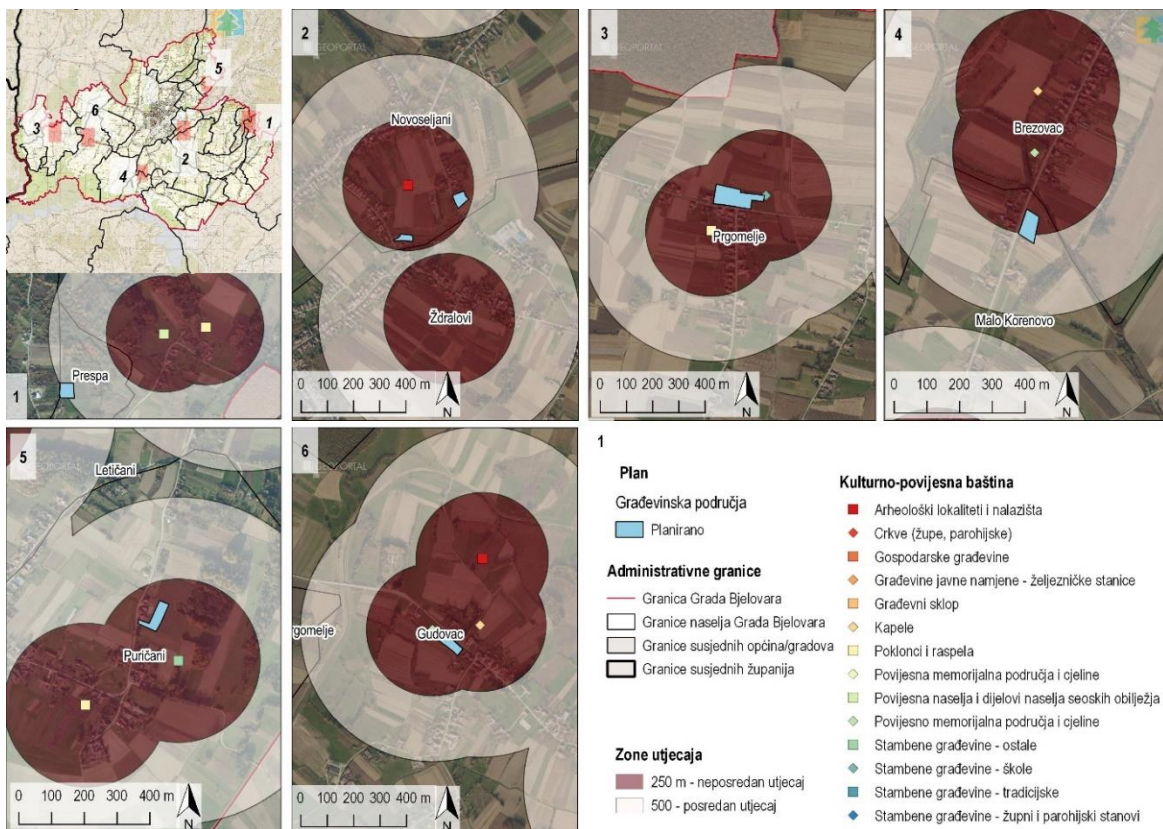 5
1
3
6
2
4
Prespa
1
2
GEOPORTAL
Novoseljani
Ždralovi
0 100 200 300 400 m
N
3
GEOPORTAL
Prgomelje
0 100 200 300 400 m
N
4
GEOPORTAL
Brezovac
Malo Korenovo
0 100 200 300 400 m
N
5
GEOPORTAL
Letičani
Puričani
0 100 200 300 400 m
N
6
GEOPORTAL
rgomelje
Gudovac
0 100 200 300 400 m
N
1
Plan
Građevinska područja
Planirano
Administrativne granice
Granica Grada Bjelovara
Granice naselja Grada Bjelovara
Granice susjednih općina/gradova
Granice susjednih županija
Zone utjecaja
250 m - neposredan utjecaj
500 - posredan utjecaj
Kulturno-povijesna baština
Arheološki lokaliteti i nalazišta
Crkve (župe, parohijske)
Gospodarske građevine
Građevine javne namjene - željezničke stanice
Građevni sklop
Kapele
Poklonci i raspela
Povijesna memorijalna područja i cjeline
Povijesna naselja i dijelovi naselja seoskih obilježja
Povijesno memorijalna područja i cjeline
Stambene građevine - ostale
Stambene građevine - škole
Stambene građevine - tradicijske
Stambene građevine - župni i parohijski stanovi